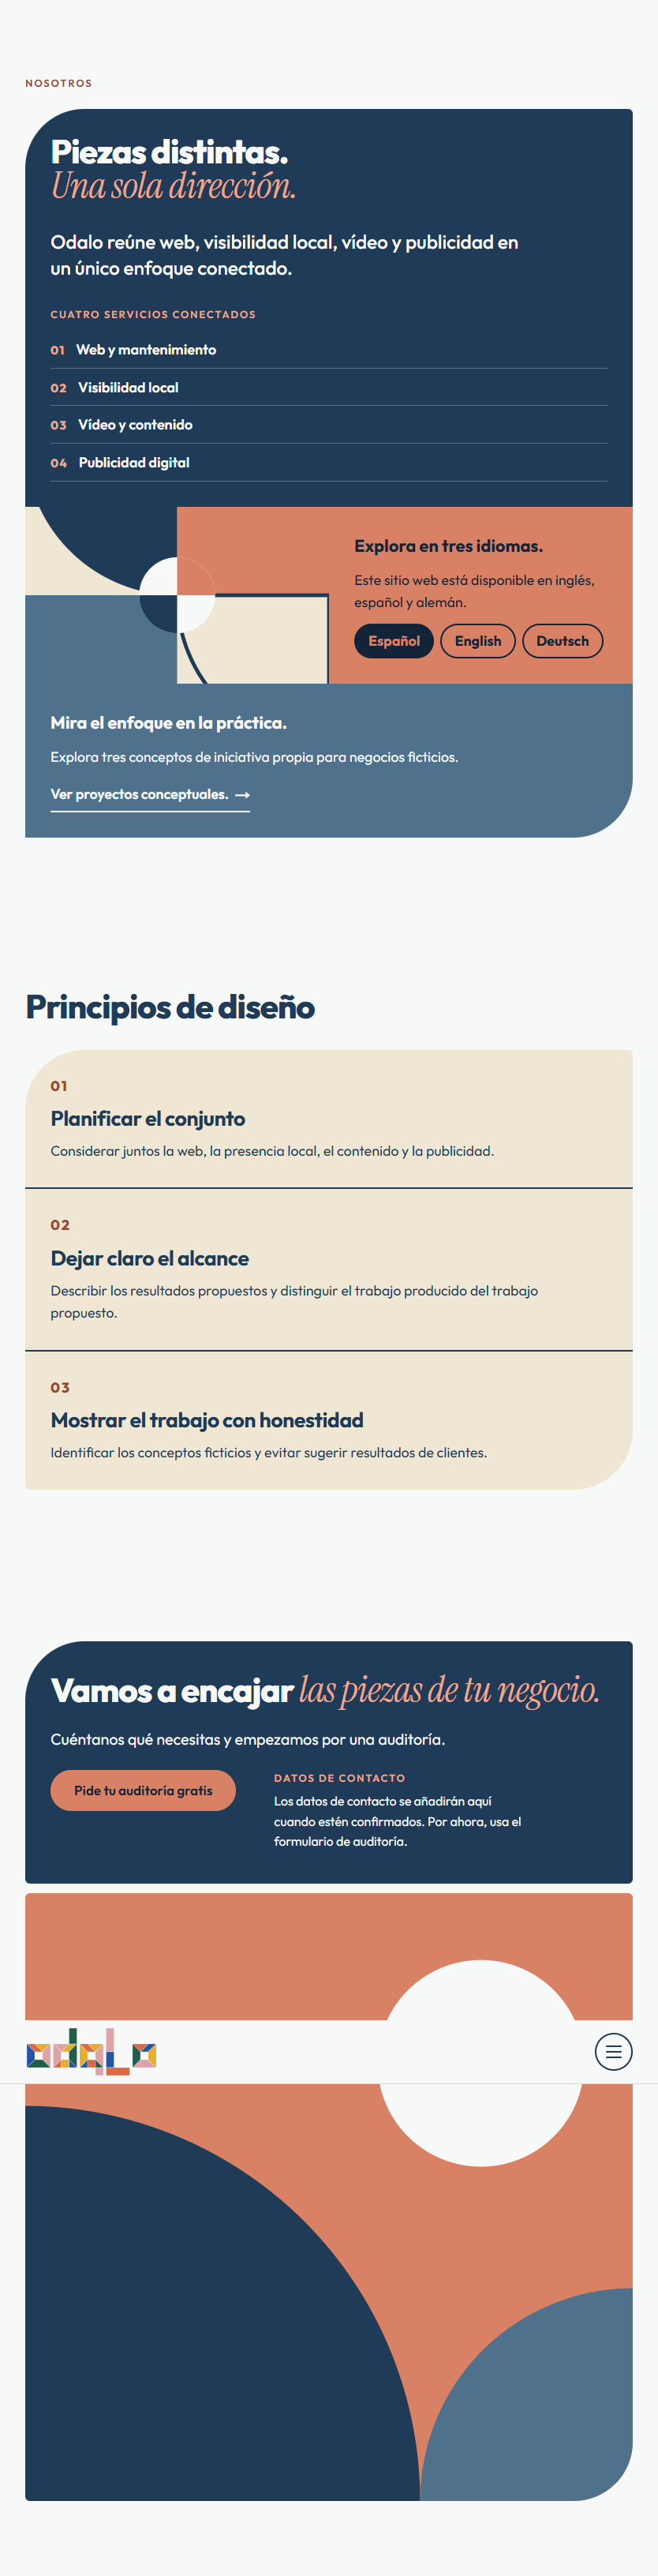 NOSOTROS
Piezas distintas.
Una sola dirección.
Odalo reúne web, visibilidad local, vídeo y publicidad en
un único enfoque conectado.
CUATRO SERVICIOS CONECTADOS
01 Web y mantenimiento
02 Visibilidad local
03 Vídeo y contenido
04 Publicidad digital
Explora en tres idiomas.
Este sitio web está disponible en inglés,
español y alemán.
Español English Deutsch
Mira el enfoque en la práctica.
Explora tres conceptos de iniciativa propia para negocios ficticios.
Ver proyectos conceptuales. →
Principios de diseño
01
Planificar el conjunto
Considerar juntos la web, la presencia local, el contenido y la publicidad.
02
Dejar claro el alcance
Describir los resultados propuestos y distinguir el trabajo producido del trabajo
propuesto.
03
Mostrar el trabajo con honestidad
Identificar los conceptos ficticios y evitar sugerir resultados de clientes.
Vamos a encajar las piezas de tu negocio.
Cuéntanos qué necesitas y empezamos por una auditoría.
Pide tu auditoría gratis
DATOS DE CONTACTO
Los datos de contacto se añadirán aquí
cuando estén confirmados. Por ahora, usa el
formulario de auditoría.
odalo